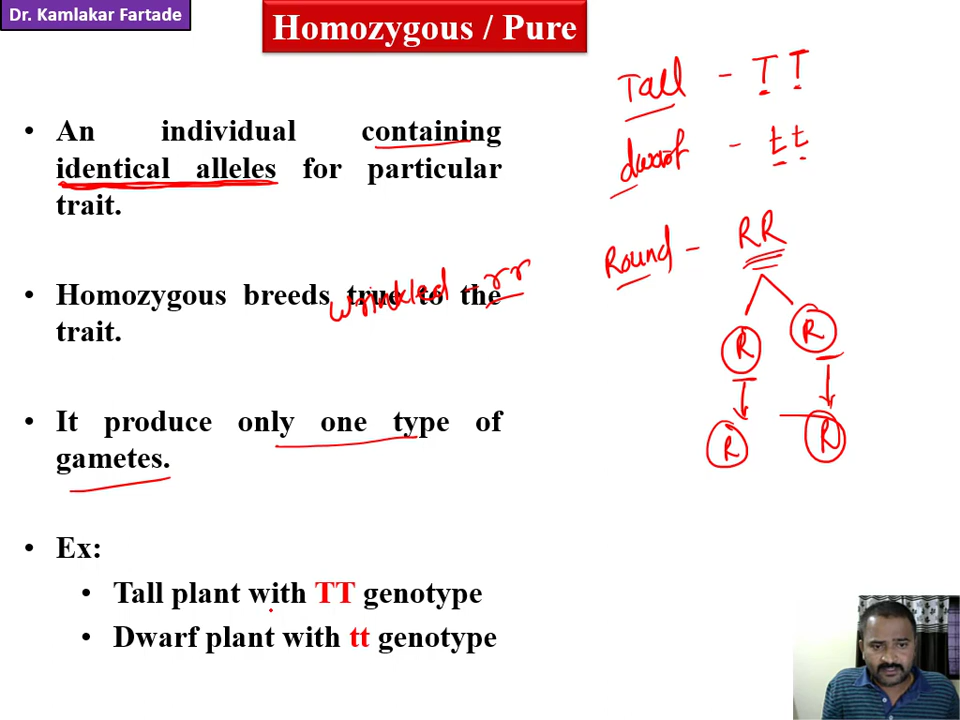 Dr. Kamlakar Fartade
Homozygous / Pure
• An individual containing
identical alleles for particular
trait.
• Homozygous breeds true to the
trait.
• It produce only one type of
gametes.
• Ex:
• Tall plant with TT genotype
• Dwarf plant with tt genotype
Tall - T T
dwarf - t t
Round - RR
wrinkled - rr
R R
R R